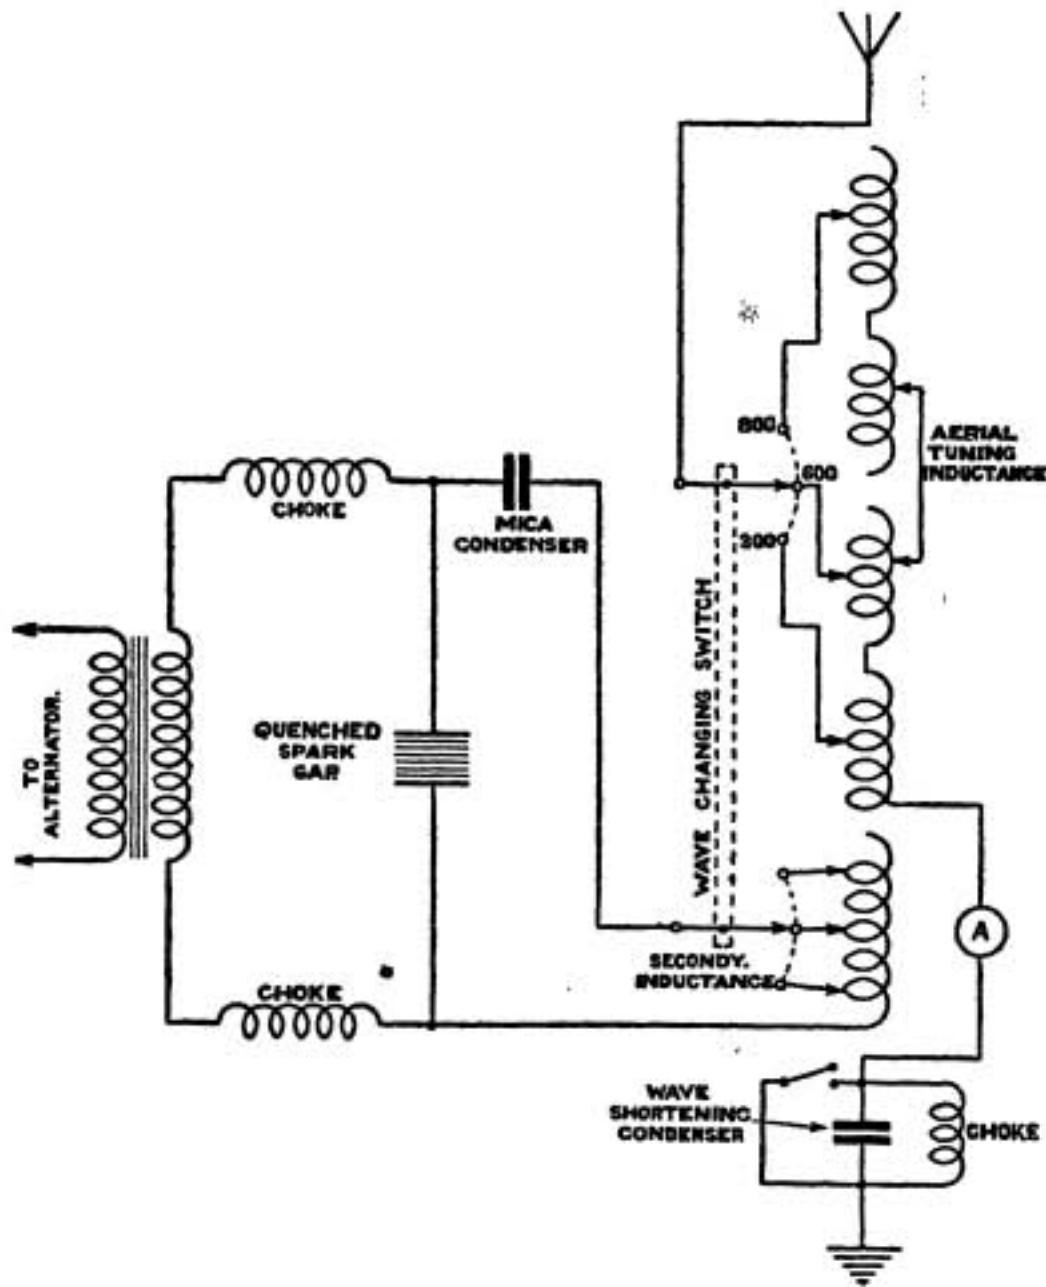 800
600
300
AERIAL
TUNING
INDUCTANCE
CHOKE
MICA
CONDENSER
WAVE CHANGING SWITCH
TO
ALTERNATOR.
QUENCHED
SPARK
GAP
SECONDY.
INDUCTANCE
A
CHOKE
WAVE
SHORTENING
CONDENSER
CHOKE